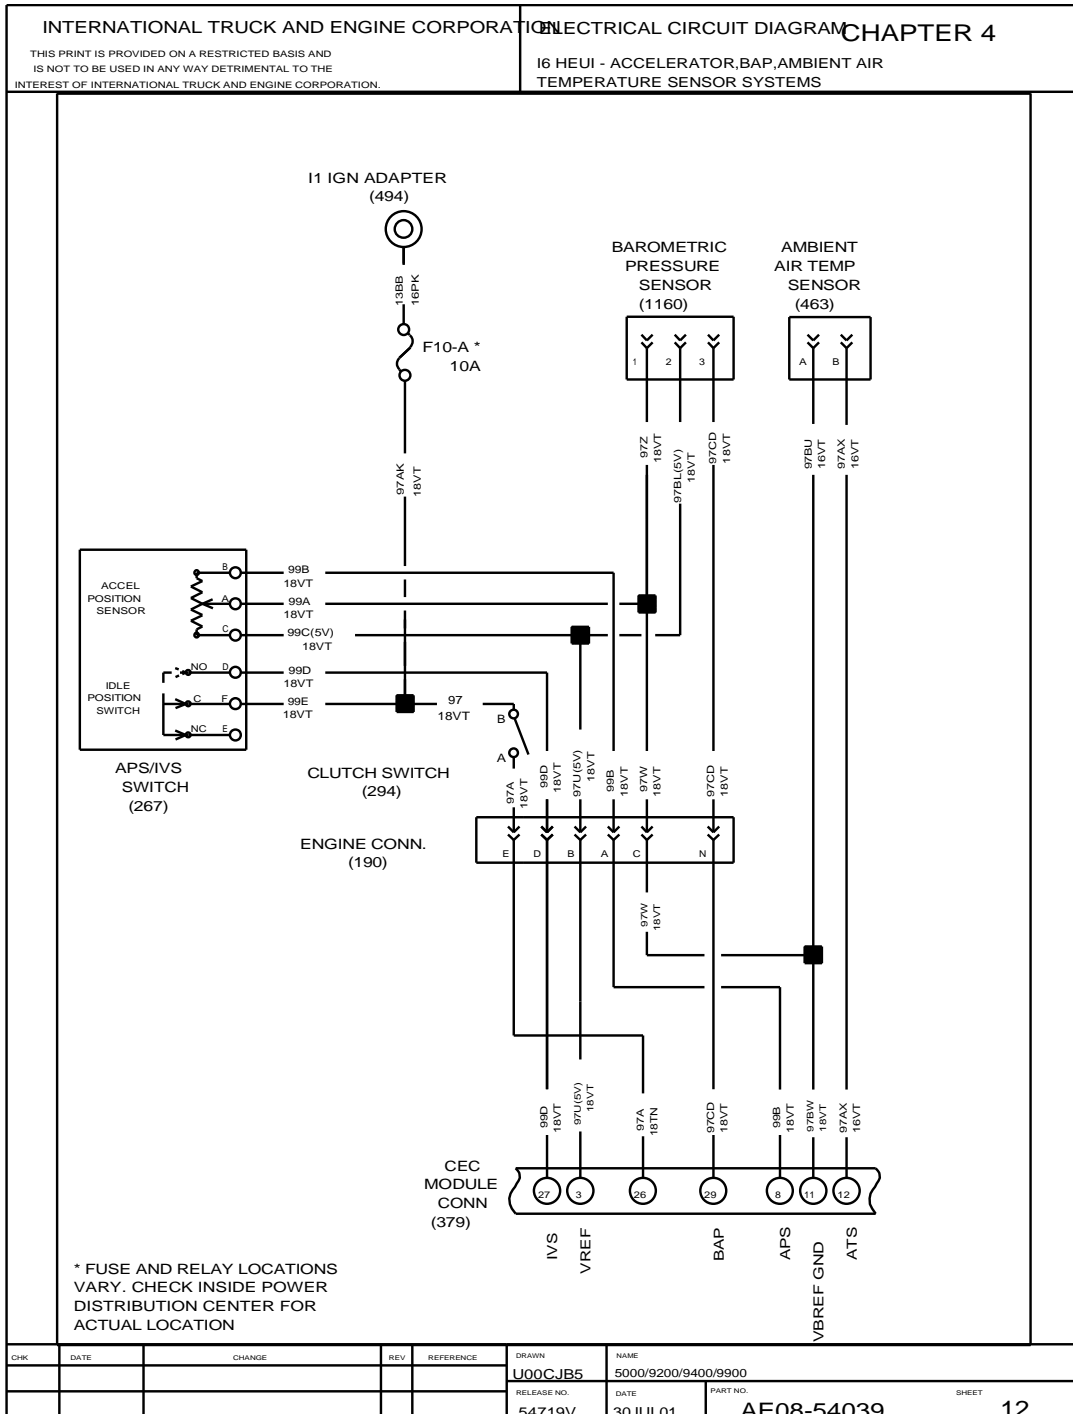 INTERNATIONAL TRUCK AND ENGINE CORPORATION
THIS PRINT IS PROVIDED ON A RESTRICTED BASIS AND
IS NOT TO BE USED IN ANY WAY DETRIMENTAL TO THE
INTEREST OF INTERNATIONAL TRUCK AND ENGINE CORPORATION.
ELECTRICAL CIRCUIT DIAGRAM
CHAPTER 4
I6 HEUI - ACCELERATOR,BAP,AMBIENT AIR
TEMPERATURE SENSOR SYSTEMS
I1 IGN ADAPTER
(494)
13BB
16PK
F10-A *
10A
97AK
18VT
BAROMETRIC
PRESSURE
SENSOR
(1160)
1
2
3
AMBIENT
AIR TEMP
SENSOR
(463)
A
B
97Z
18VT
97BL(5V)
18VT
97CD
18VT
97BU
16VT
97AX
16VT
ACCEL
POSITION
SENSOR
B
A
C
99B
18VT
99A
18VT
99C(5V)
18VT
IDLE
POSITION
SWITCH
NO D
C F
NC E
99D
18VT
99E
18VT
97
18VT
B
A
APS/IVS
SWITCH
(267)
CLUTCH SWITCH
(294)
97A
18VT
99D
18VT
97U(5V)
18VT
99B
18VT
97W
18VT
97CD
18VT
ENGINE CONN.
(190)
E
D
B
A
C
N
97W
18VT
99D
18VT
97U(5V)
18VT
97A
18TN
97CD
18VT
99B
18VT
97BW
18VT
97AX
16VT
CEC
MODULE
CONN
(379)
27
3
26
29
8
11
12
IVS
VREF
BAP
APS
VBREF GND
ATS
* FUSE AND RELAY LOCATIONS
VARY. CHECK INSIDE POWER
DISTRIBUTION CENTER FOR
ACTUAL LOCATION
CHK
DATE
CHANGE
REV
REFERENCE
DRAWN
U00CJB5
NAME
5000/9200/9400/9900
RELEASE NO.
54719V
DATE
30JUL01
PART NO.
AE08-54039
SHEET
12